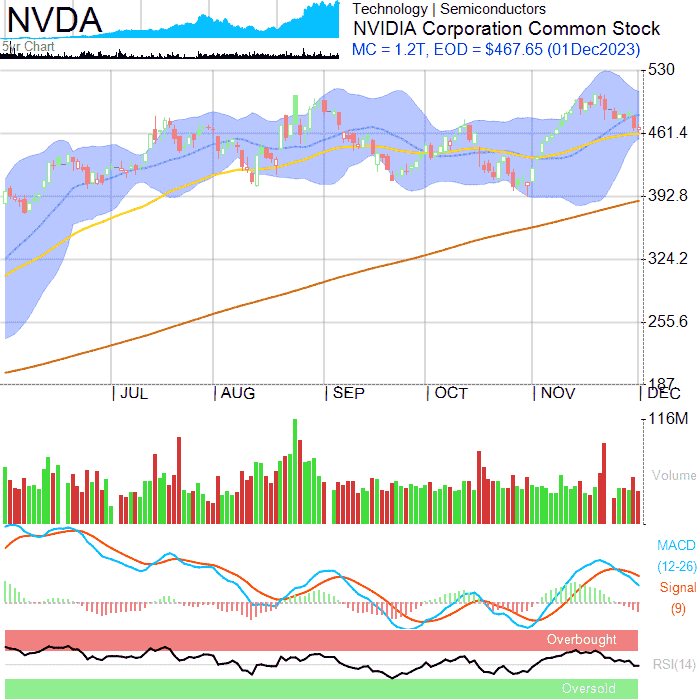 NVDA
5yr Chart
Technology | Semiconductors
NVIDIA Corporation Common Stock
MC = 1.2T, EOD = $467.65 (01Dec2023)
530
461.4
392.8
324.2
255.6
187
JUL AUG SEP OCT NOV DEC
116M
Volume
MACD
(12-26)
Signal
(9)
Overbought
RSI(14)
Oversold